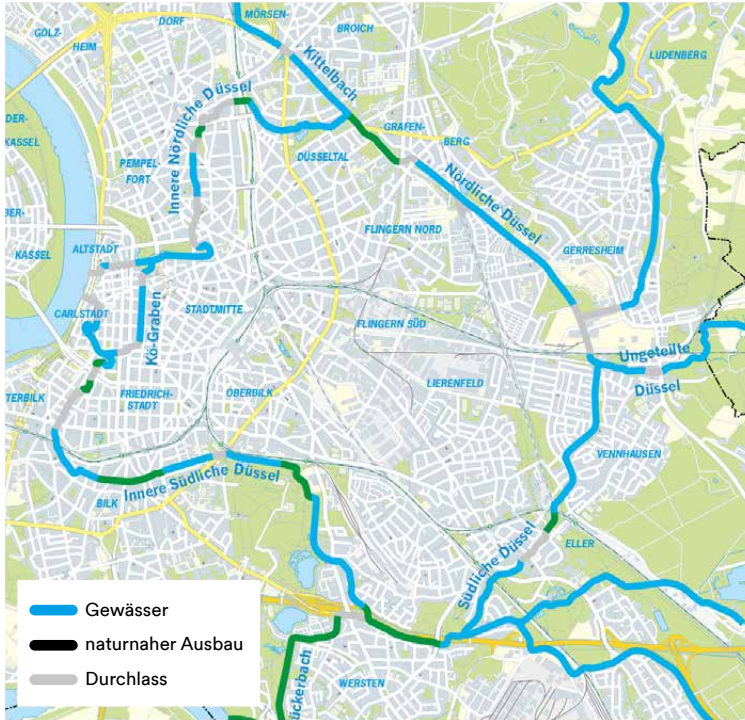 MÖRSEN-
DORF
GOLZ-
HEIM
BROICH
LUDENBERG
Kittelbach
Innere Nördliche Düssel
KASSEL
GRAFEN-
BERG
DÜSSELTAL
PEMPEL-
FORT
Nördliche Düssel
KASSEL
FLINGERN NORD
ALTSTADT
GERRESHEIM
CARLSTADT
STADTMITTE
Kö-Graben
FLINGERN SÜD
Ungeteilte
Düssel
LIERENFELD
FRIEDRICH-
STADT
OBERBILK
TERBILK
VENNHAUSEN
Innere Südliche Düssel
BILK
Südliche Düssel
ELLER
Gewässer
naturnaher Ausbau
Durchlass
ückerbach
WERSTEN